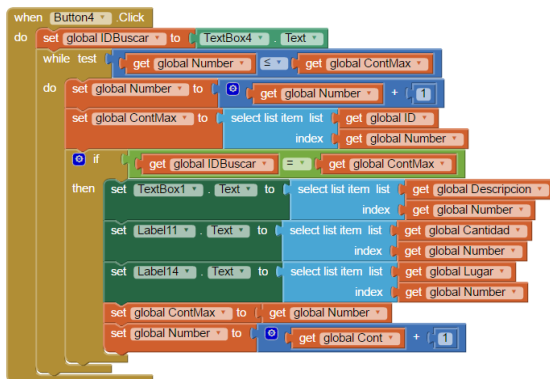 when Button4 .Click
do set global IDBuscar to TextBox4 . Text
while test get global Number ≤ get global ContMax
do set global Number to get global Number + 1
set global ContMax to select list item list get global ID
index get global Number
if get global IDBuscar = get global ContMax
then set TextBox1 . Text to select list item list get global Descripcion
index get global Number
set Label11 . Text to select list item list get global Cantidad
index get global Number
set Label14 . Text to select list item list get global Lugar
index get global Number
set global ContMax to get global Number
set global Number to get global Cont + 1